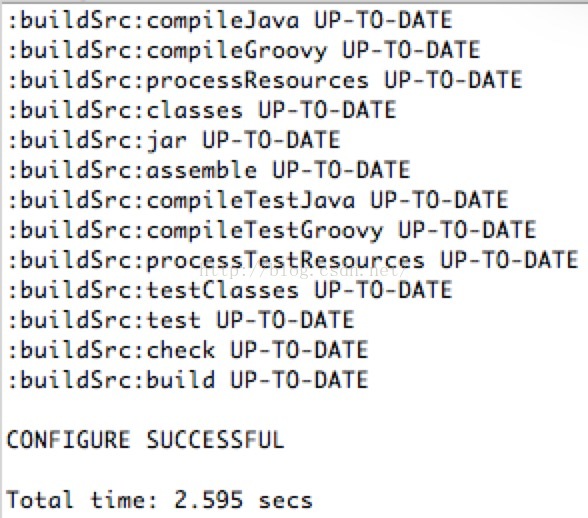 :buildSrc:compileJava UP-TO-DATE
:buildSrc:compileGroovy UP-TO-DATE
:buildSrc:processResources UP-TO-DATE
:buildSrc:classes UP-TO-DATE
:buildSrc:jar UP-TO-DATE
:buildSrc:assemble UP-TO-DATE
:buildSrc:compileTestJava UP-TO-DATE
:buildSrc:compileTestGroovy UP-TO-DATE
:buildSrc:processTestResources UP-TO-DATE
http://blog.csdn.net/
:buildSrc:testClasses UP-TO-DATE
:buildSrc:test UP-TO-DATE
:buildSrc:check UP-TO-DATE
:buildSrc:build UP-TO-DATE
CONFIGURE SUCCESSFUL
Total time: 2.595 secs